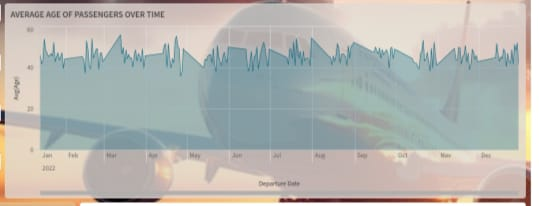 AVERAGE AGE OF PASSENGERS OVER TIME
60
40
20
0
Avg(Age)
Jan Feb Mar Apr May Jun Jul Aug Sep Oct Nov Dec
2022
Departure Date